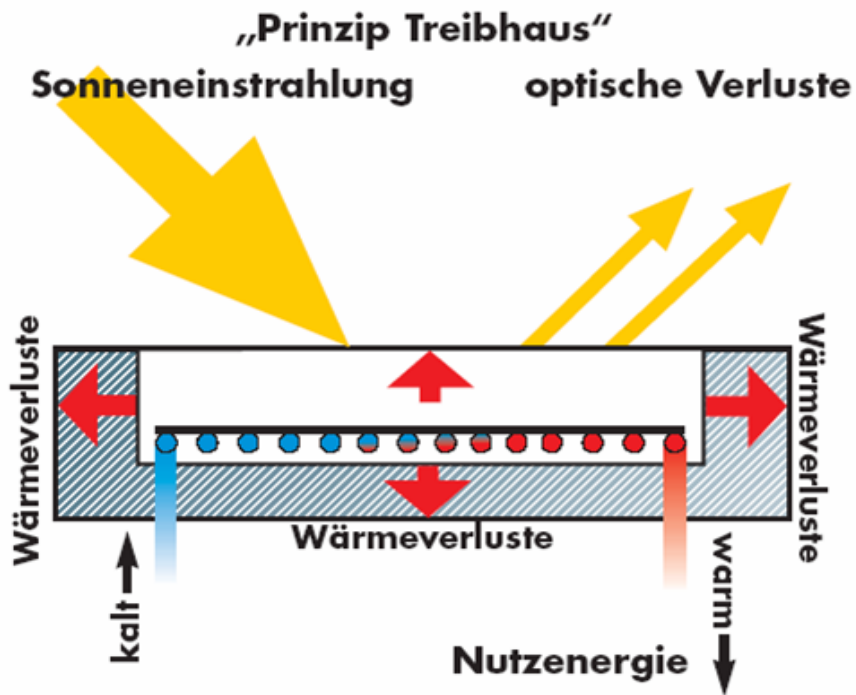 „Prinzip Treibhaus“
Sonneneinstrahlung
optische Verluste
Wärmeverluste
Wärmeverluste
Wärmeverluste
kalt
warm
Nutzenergie